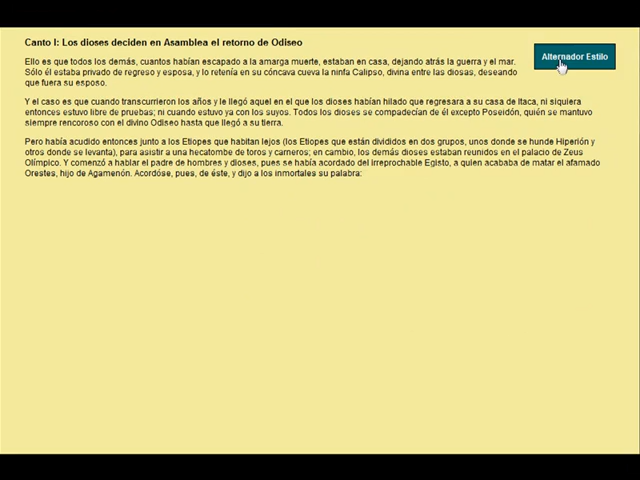 Canto I: Los dioses deciden en Asamblea el retorno de Odiseo
Alternador Estilo
Ello es que todos los demás, cuantos habían escapado a la amarga muerte, estaban en casa, dejando atrás la guerra y el mar.
Sólo él estaba privado de regreso y esposa, y lo retenía en su cóncava cueva la ninfa Calipso, divina entre las diosas, deseando
que fuera su esposo.
Y el caso es que cuando transcurrieron los años y le llegó aquel en el que los dioses habían hilado que regresara a su casa de Itaca, ni siquiera
entonces estuvo libre de pruebas; ni cuando estuvo ya con los suyos. Todos los dioses se compadecían de él excepto Poseidón, quién se mantuvo
siempre rencoroso con el divino Odiseo hasta que llegó a su tierra.
Pero había acudido entonces junto a los Etiopes que habitan lejos (los Etiopes que están divididos en dos grupos, unos donde se hunde Hiperión y
otros donde se levanta), para asistir a una hecatombe de toros y carneros; en cambio, los demás dioses estaban reunidos en el palacio de Zeus
Olímpico. Y comenzó a hablar el padre de hombres y dioses, pues se había acordado del irreprochable Egisto, a quien acababa de matar el afamado
Orestes, hijo de Agamenón. Acordóse, pues, de éste, y dijo a los inmortales su palabra: